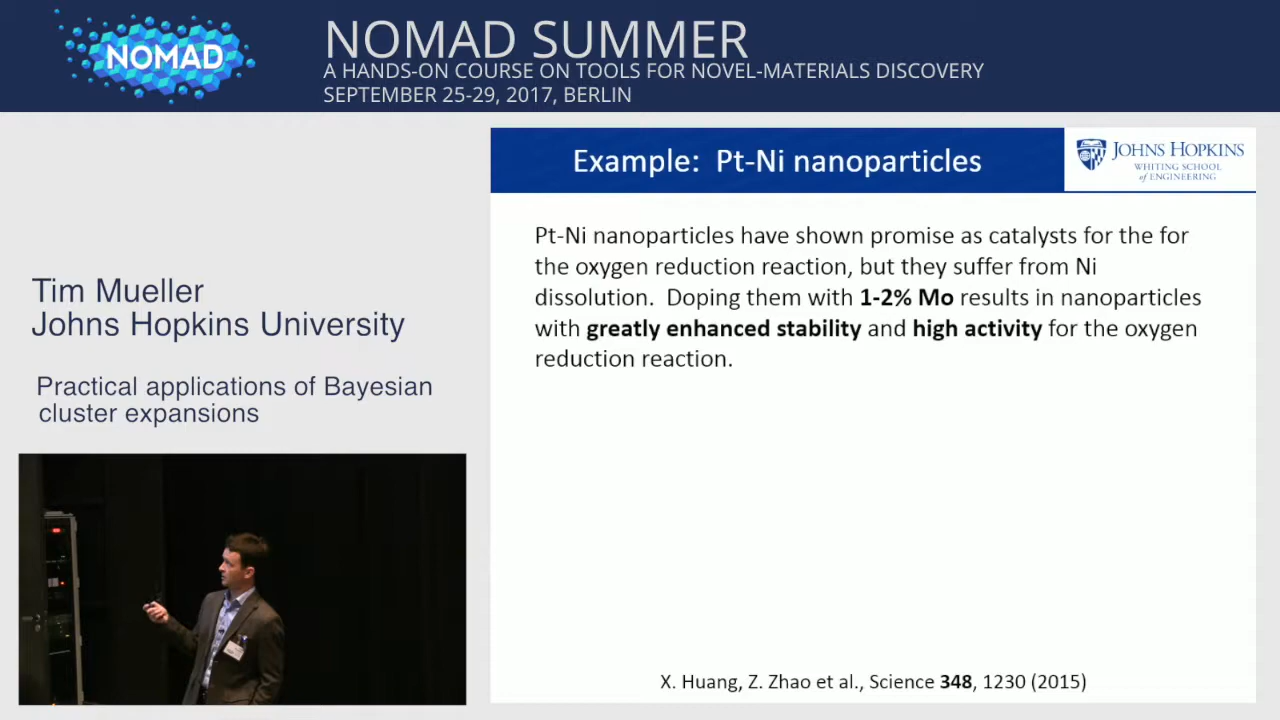 NOMAD
NOMAD SUMMER
A HANDS-ON COURSE ON TOOLS FOR NOVEL-MATERIALS DISCOVERY
SEPTEMBER 25-29, 2017, BERLIN
Tim Mueller
Johns Hopkins University
Practical applications of Bayesian
cluster expansions
Example: Pt-Ni nanoparticles
JOHNS HOPKINS
WHITING SCHOOL
of ENGINEERING
Pt-Ni nanoparticles have shown promise as catalysts for the for
the oxygen reduction reaction, but they suffer from Ni
dissolution. Doping them with 1-2% Mo results in nanoparticles
with greatly enhanced stability and high activity for the oxygen
reduction reaction.
X. Huang, Z. Zhao et al., Science 348, 1230 (2015)